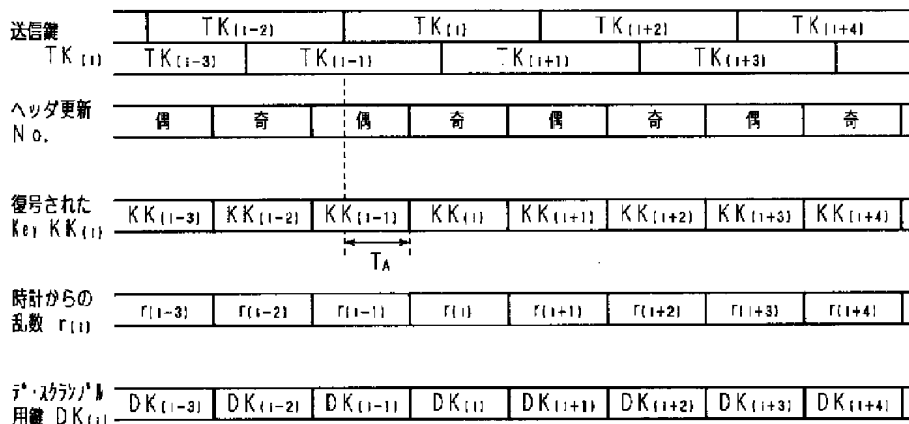 送信鍵 TK(i-2) TK(i) TK(i+2) TK(i+4)
TK(i) TK(i-3) TK(i-1) TK(i+1) TK(i+3)
ヘッダ更新
No.
偶 奇 偶 奇 偶 奇 偶 奇
復号された
Key KK(i)
KK(i-3) KK(i-2) KK(i-1) KK(i) KK(i+1) KK(i+2) KK(i+3) KK(i+4)
TA
時計からの
乱数 r(i)
r(i-3) r(i-2) r(i-1) r(i) r(i+1) r(i+2) r(i+3) r(i+4)
デ・スクランブル
用鍵 DK(i)
DK(i-3) DK(i-2) DK(i-1) DK(i) DK(i+1) DK(i+2) DK(i+3) DK(i+4)